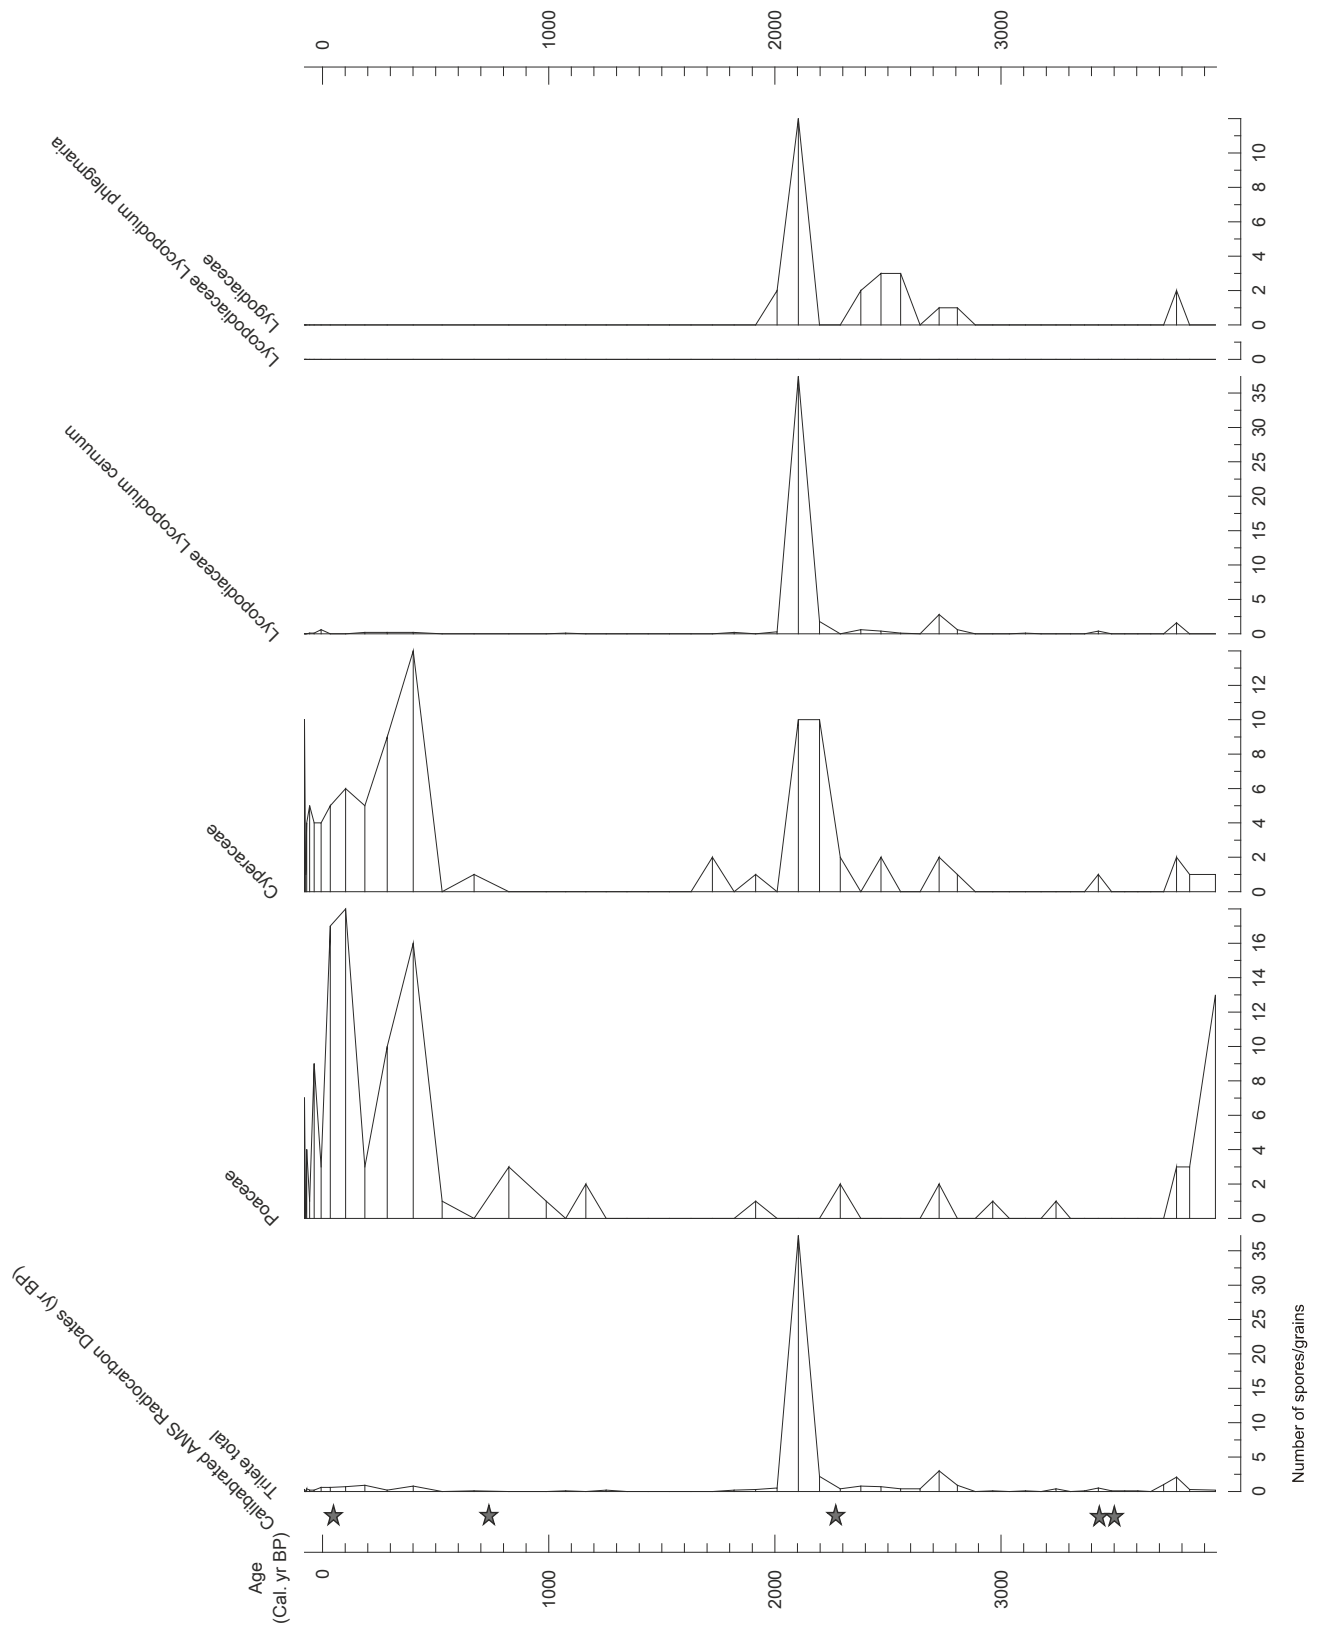 Age
(Cal. yr BP)
0
1000
2000
3000
Calibabrated AMS Radiocarbon Dates (yr BP)
Trilete total
0 5 10 15 20 25 30 35
Poaceae
0 2 4 6 8 10 12 14 16
Cyperaceae
0 2 4 6 8 10 12
Lycopodiaceae Lycopodium cernuum
0 5 10 15 20 25 30 35
Lycopodiaceae Lycopodium phlegmaria
0
Lygodiaceae
0 2 4 6 8 10
0
1000
2000
3000
Number of spores/grains